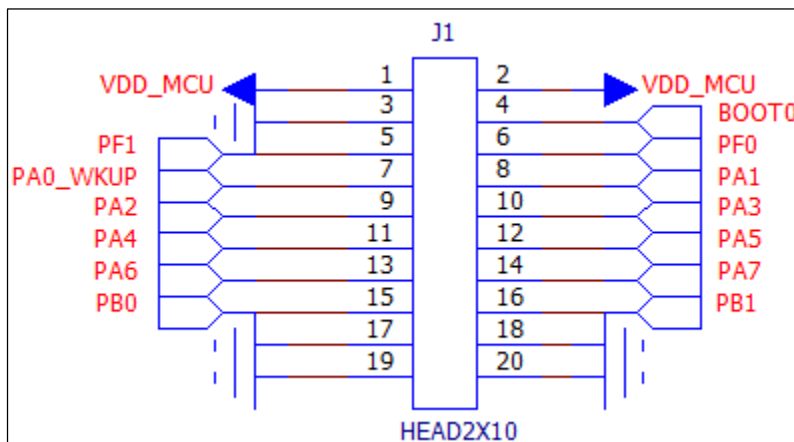 J1
VDD_MCU 1 2 VDD_MCU
3 4 BOOT0
PF1 5 6 PF0
PA0_WKUP 7 8 PA1
PA2 9 10 PA3
PA4 11 12 PA5
PA6 13 14 PA7
PB0 15 16 PB1
17 18
19 20
HEAD2X10